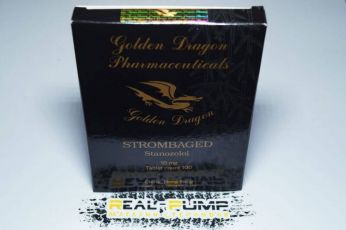 Golden Dragon
Pharmaceuticals
Golden Dragon
STROMBAGED
Stanozolol
10 mg
Tablet count 100
REAL-PUMP